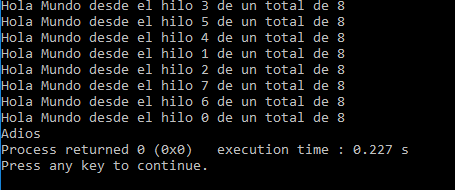 Hola Mundo desde el hilo 3 de un total de 8
Hola Mundo desde el hilo 5 de un total de 8
Hola Mundo desde el hilo 4 de un total de 8
Hola Mundo desde el hilo 1 de un total de 8
Hola Mundo desde el hilo 2 de un total de 8
Hola Mundo desde el hilo 7 de un total de 8
Hola Mundo desde el hilo 6 de un total de 8
Hola Mundo desde el hilo 0 de un total de 8
Adios
Process returned 0 (0x0)   execution time : 0.227 s
Press any key to continue.